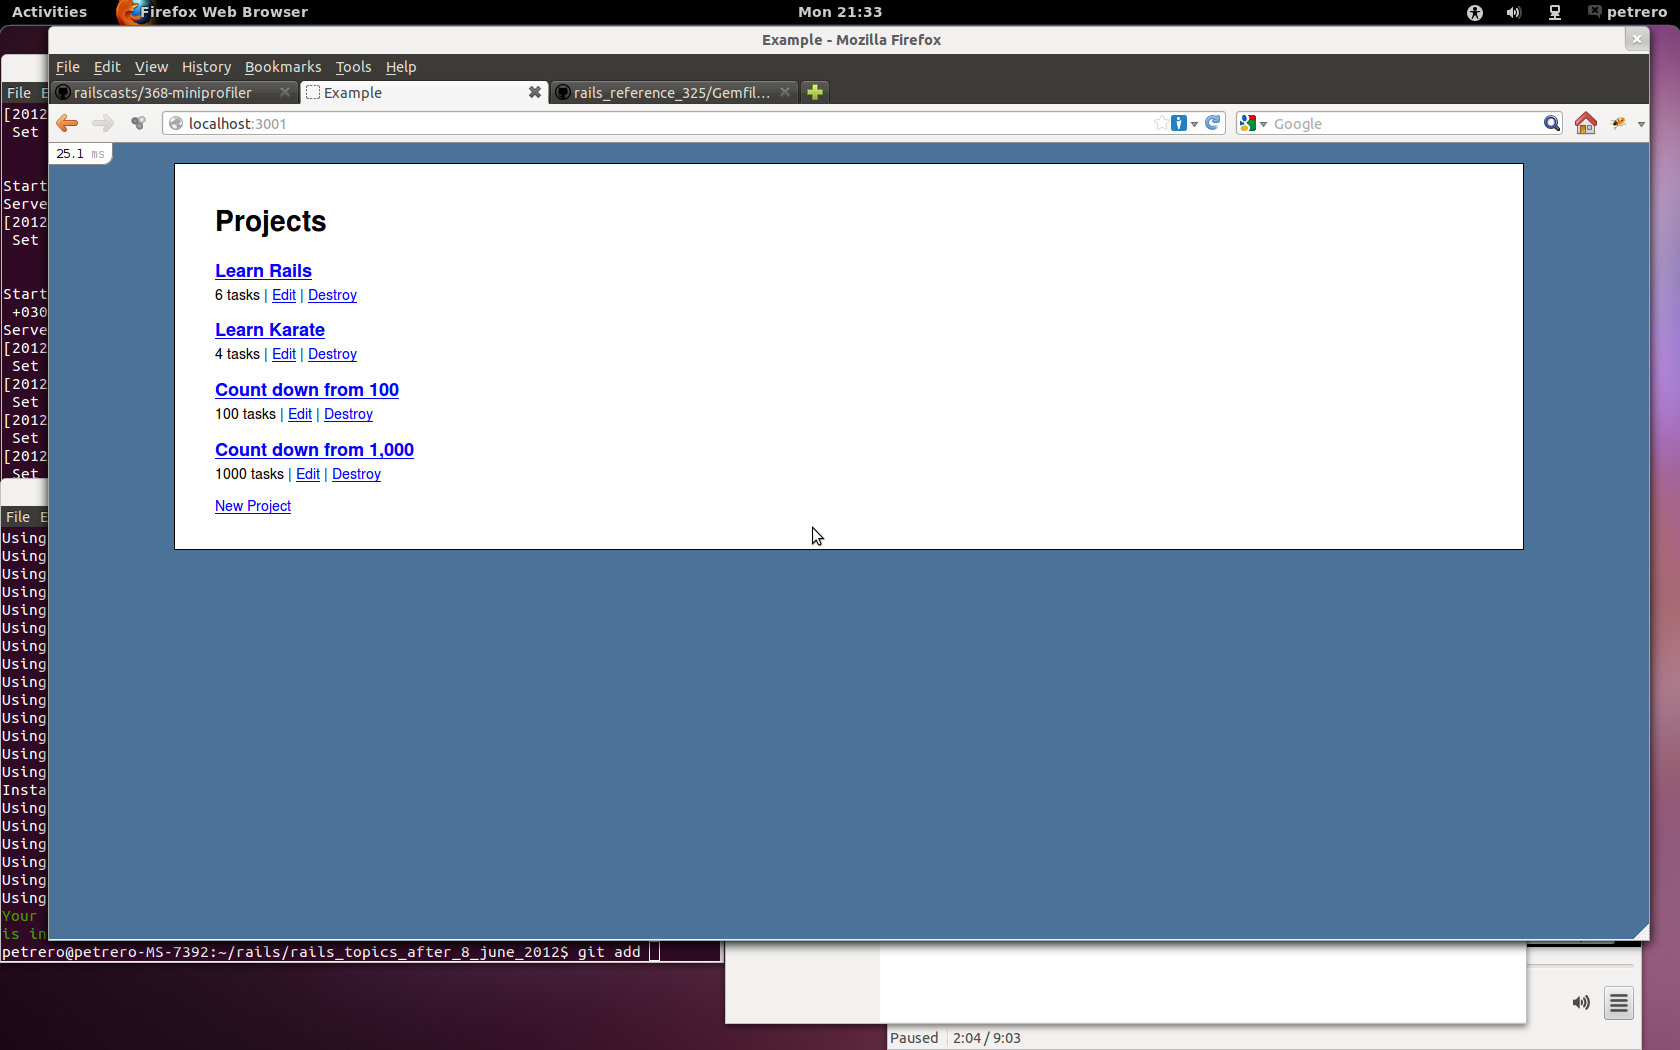 Activities Firefox Web Browser Mon 21:33 petrero
Example - Mozilla Firefox
File Edit View History Bookmarks Tools Help
railscasts/368-miniprofiler Example rails_reference_325/Gemfil...
localhost:3001 Google
25.1 ms
Projects
Learn Rails
6 tasks | Edit | Destroy
Learn Karate
4 tasks | Edit | Destroy
Count down from 100
100 tasks | Edit | Destroy
Count down from 1,000
1000 tasks | Edit | Destroy
New Project
File E
[2012
Set
Start
Serve
[2012
Set
Start
+030
Serve
[2012
Set
[2012
Set
[2012
Set
[2012
Set
File E
Using
Using
Using
Using
Using
Using
Using
Using
Using
Using
Using
Using
Using
Using
Insta
Using
Using
Using
Using
Using
Using
Your
is in
petrero@petrero-MS-7392:~/rails/rails_topics_after_8_june_2012$ git add
Paused 2:04 / 9:03